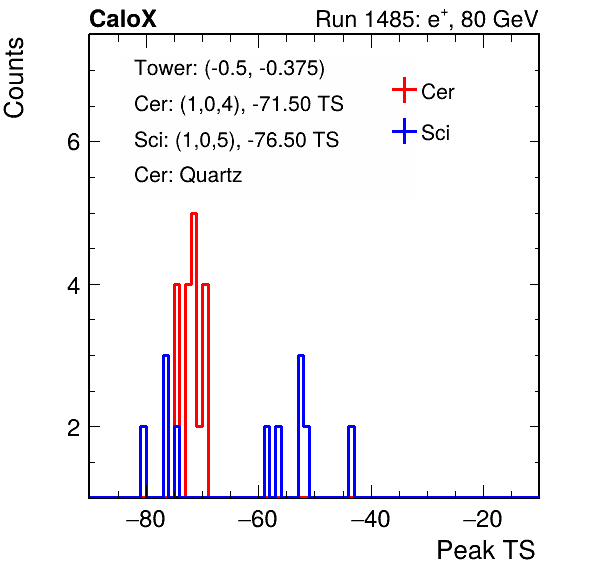 CaloX Run 1485: e⁺, 80 GeV
Counts
Tower: (-0.5, -0.375)
Cer: (1,0,4), -71.50 TS
Sci: (1,0,5), -76.50 TS
Cer: Quartz
Cer
Sci
6
4
2
−80 −60 −40 −20
Peak TS